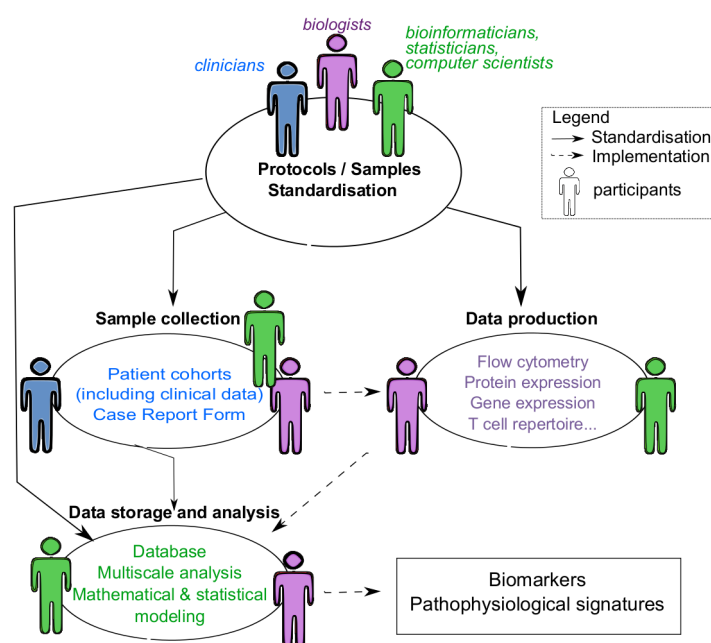 biologists
bioinformaticians,
statisticians,
computer scientists
clinicians
Legend
Standardisation
Implementation
participants
Protocols / Samples
Standardisation
Sample collection
Patient cohorts
(including clinical data)
Case Report Form
Data production
Flow cytometry
Protein expression
Gene expression
T cell repertoire...
Data storage and analysis
Database
Multiscale analysis
Mathematical & statistical
modeling
Biomarkers
Pathophysiological signatures